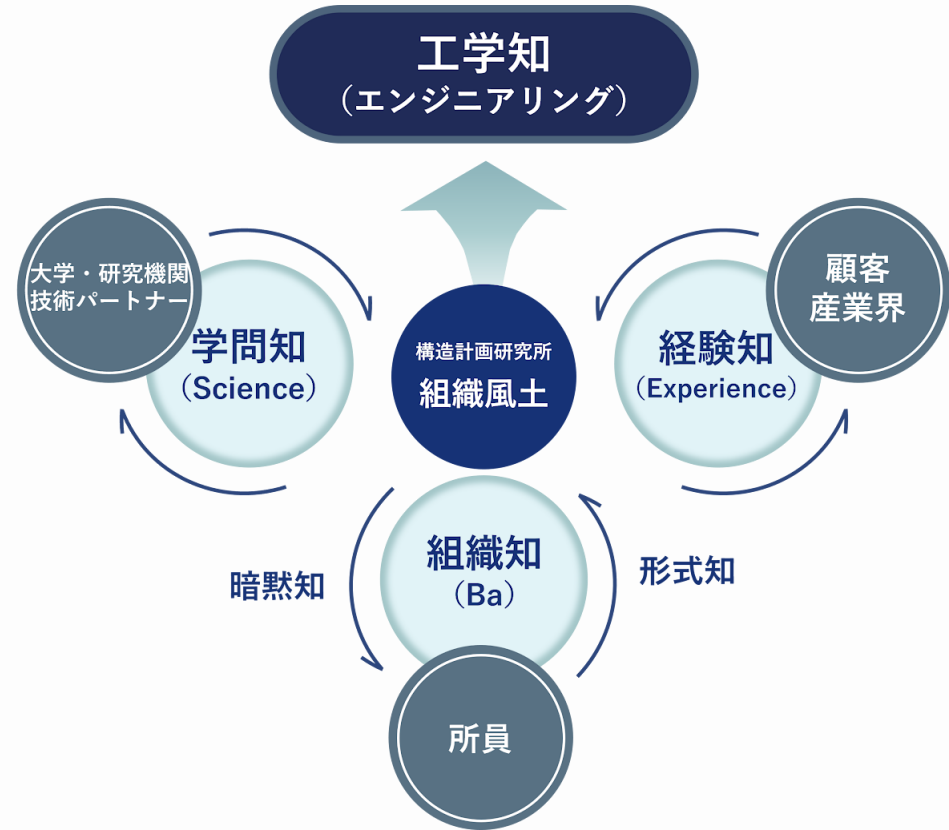 工学知
（エンジニアリング）
大学・研究機関
技術パートナー
学問知
（Science）
構造計画研究所
組織風土
顧客
産業界
経験知
（Experience）
暗黙知
組織知
（Ba）
形式知
所員